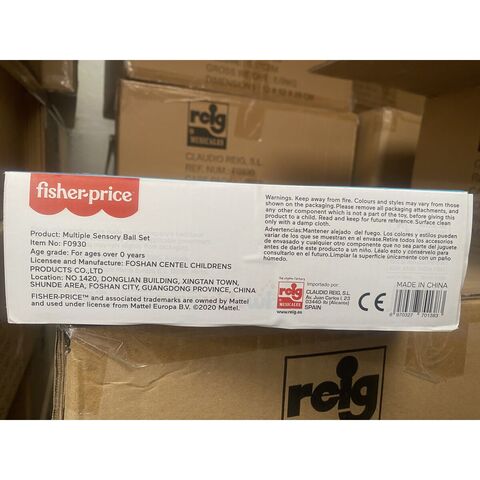 reig
MUSICALES
CLAUDIO REIG, S.L
REF. NUM. F0930
fisher-price
Product: Multiple Sensory Ball Set
Item No: F0930
Age grade: For ages over 0 years
Licensee and Manufacture: FOSHAN CENTEL CHILDRENS
PRODUCTS CO.,LTD
Location: NO.1420, DONGLIAN BUILDING, XINGTAN TOWN,
SHUNDE AREA, FOSHAN CITY, GUANGDONG PROVINCE, CHINA
FISHER-PRICE™ and associated trademarks are owned by Mattel
and used under license from Mattel Europa B.V. ©2020 Mattel.
Warnings. Keep away from fire. Colours and styles may vary from those
shown on the package. Please remove all packaging attachments, and
any other component which is not a part of the toy, before giving this
product to a child. Read and keep for future reference. Surface clean
only with a damp cloth.
Advertencias: Mantener alejado del fuego. Los colores y estilos pueden
variar de los que se muestran en el envase.Retire todos los accesorios
de envasado y cualquier otro componente que no sea parte del juguete,
antes de darle este producto a un niño. Léalo y consérvelo para
consultarlo en el futuro.Limpiar la superficie únicamente con un paño
húmedo.
reig
MUSICALES
www.reig.es
Importado por:
CLAUDIO REIG, S.L.
Av. Juan Carlos I, 23
03440 Ibi (Alicante)
SPAIN
CE
MADE IN CHINA
6 970327 701383
reig